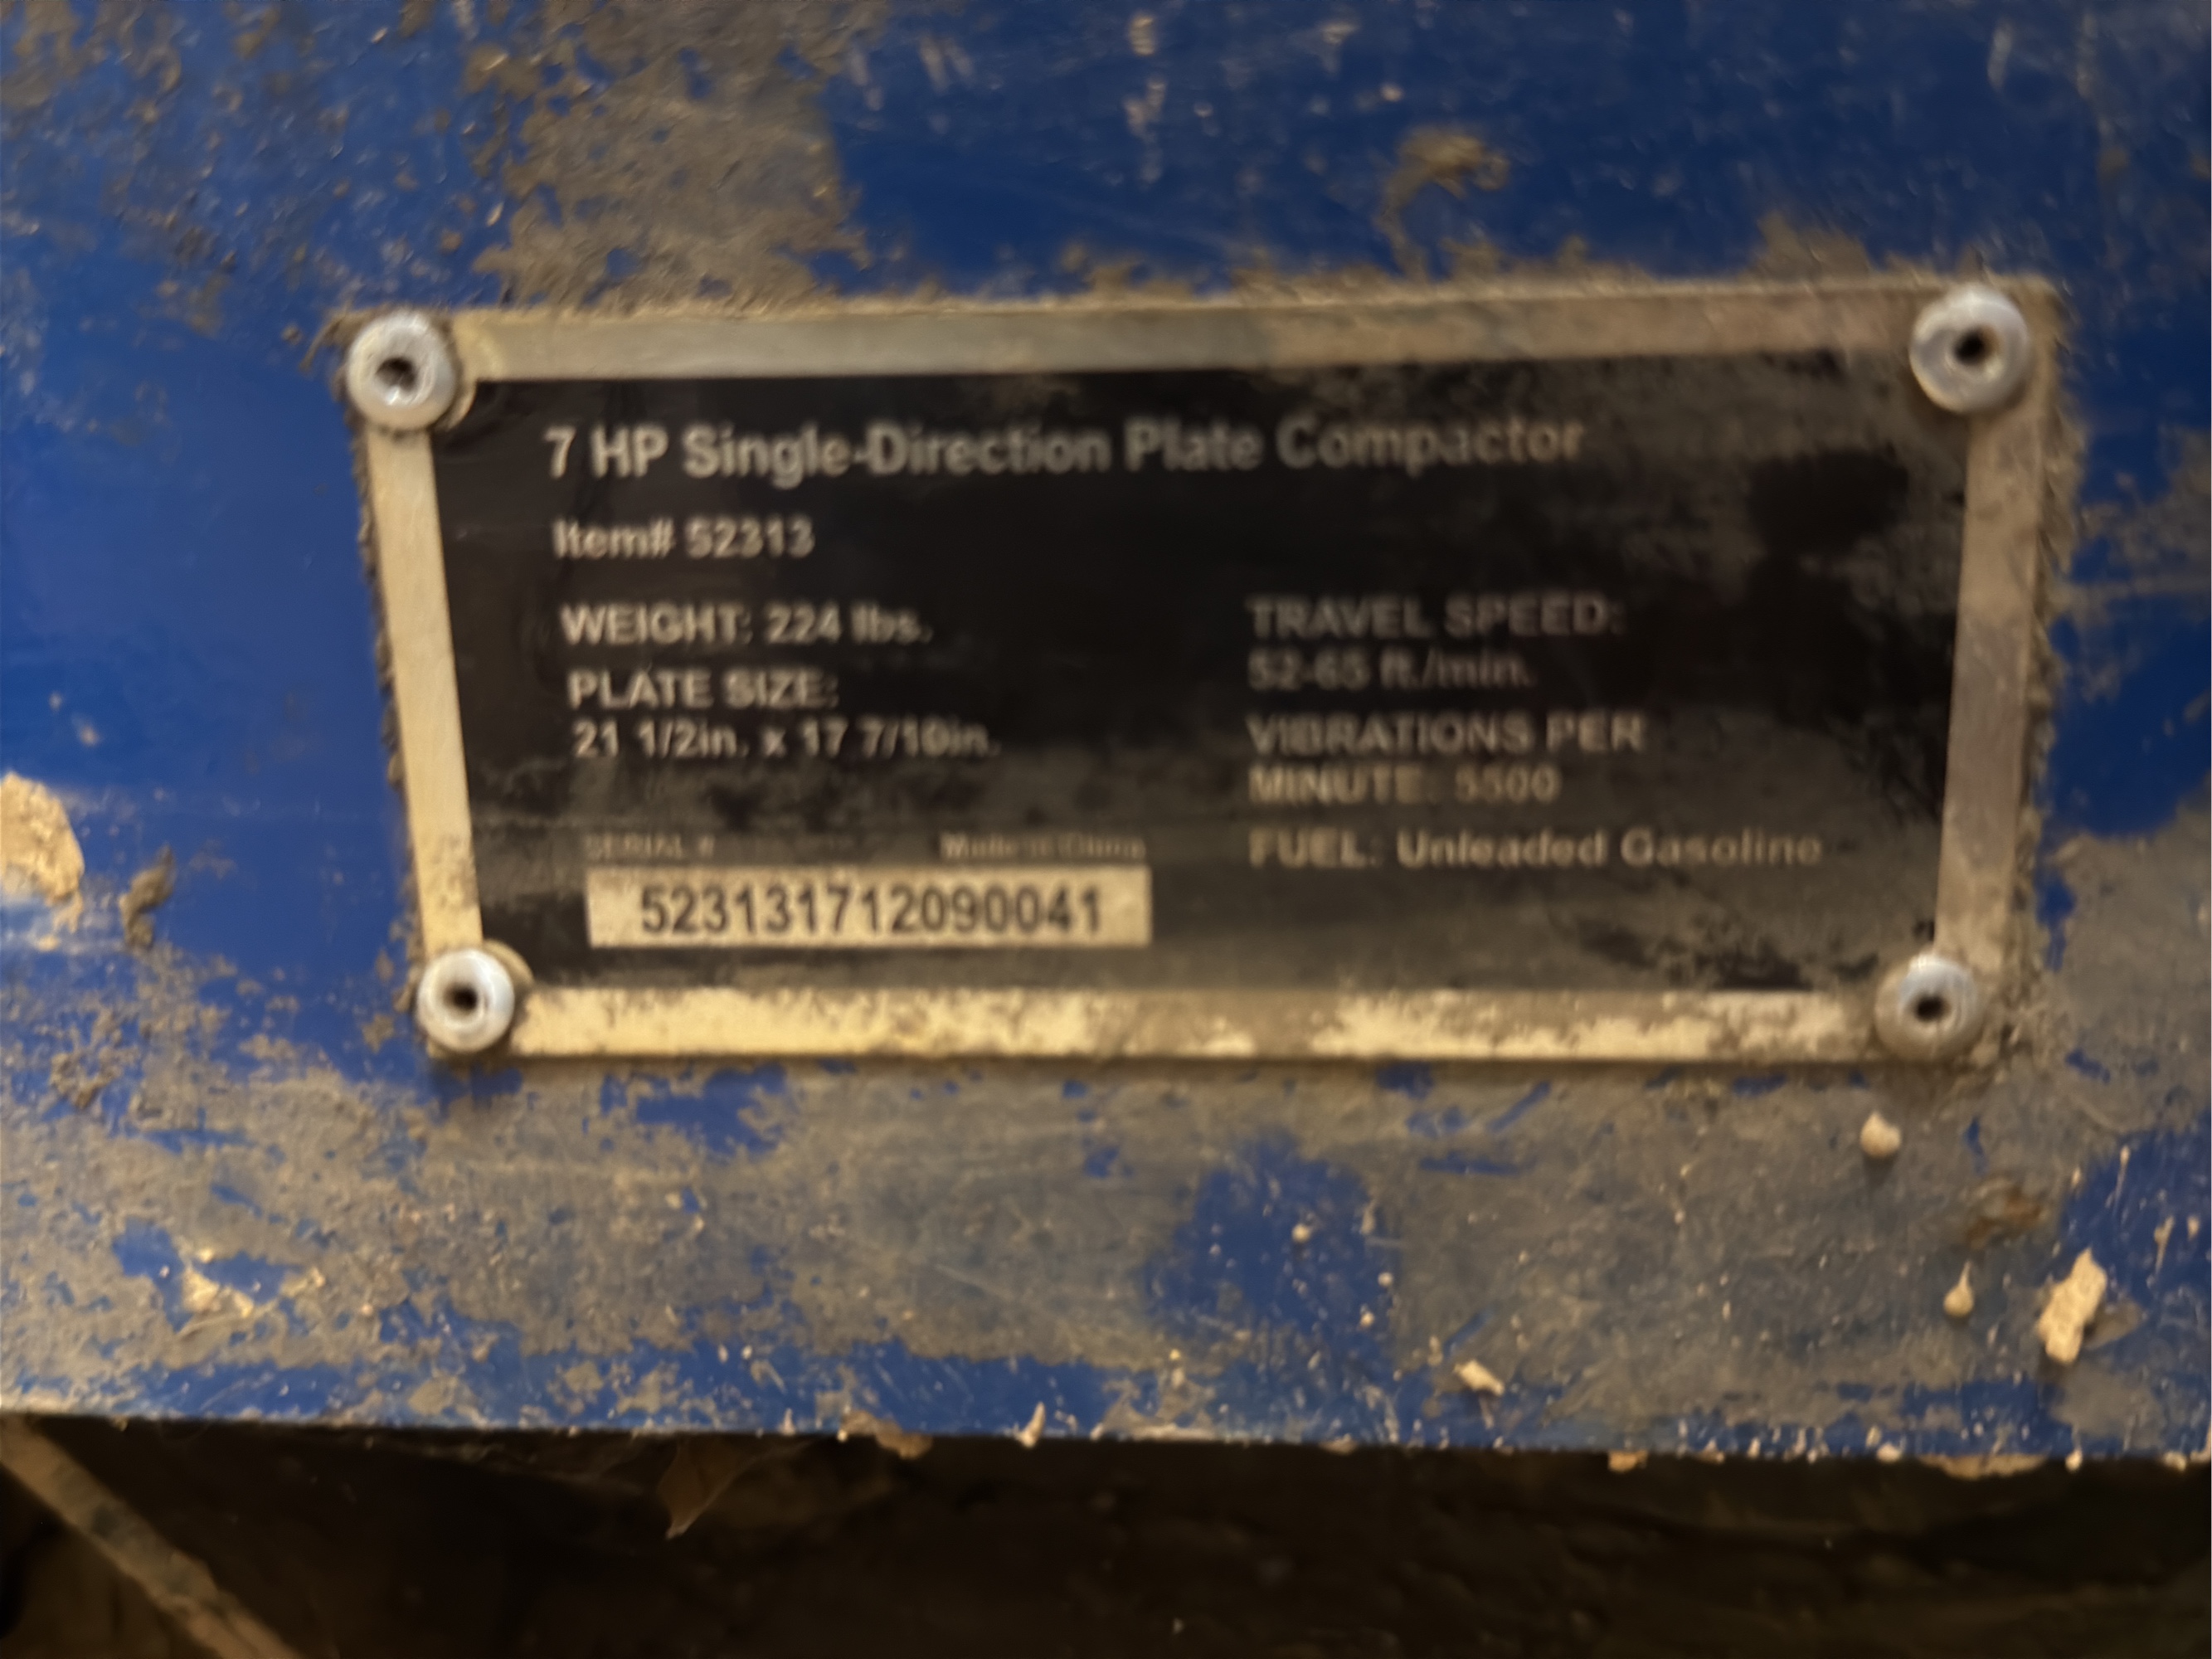 7 HP Single-Direction Plate Compactor
Item# 52313
WEIGHT: 224 lbs.
PLATE SIZE:
21 1/2in. x 17 7/10in.
TRAVEL SPEED:
52-65 ft./min.
VIBRATIONS PER
MINUTE: 5500
FUEL: Unleaded Gasoline
SERIAL #
Made in China
523131712090041